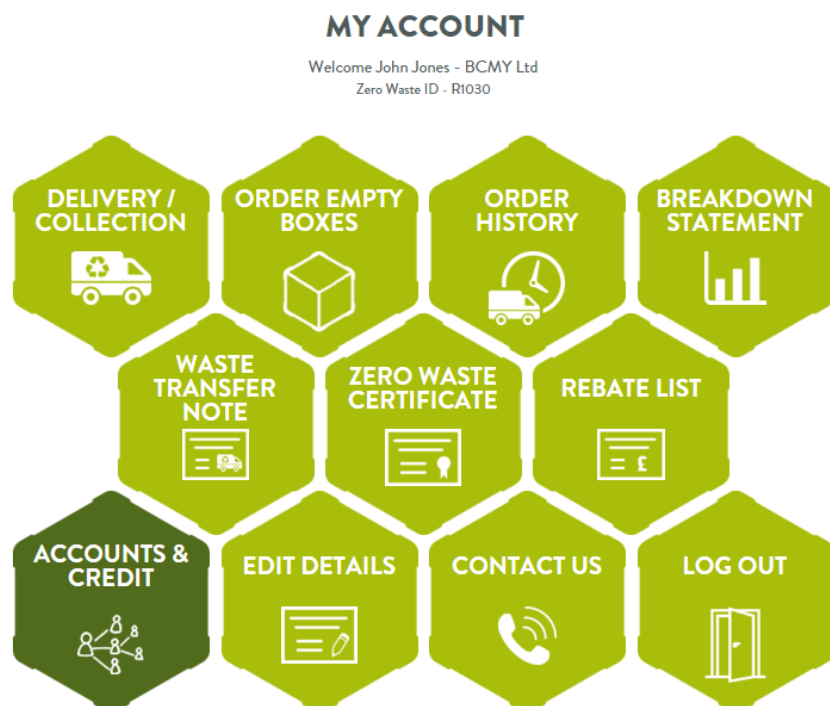 MY ACCOUNT
Welcome John Jones - BCMY Ltd
Zero Waste ID - R1030
DELIVERY /
COLLECTION
ORDER EMPTY
BOXES
ORDER
HISTORY
BREAKDOWN
STATEMENT
WASTE
TRANSFER
NOTE
ZERO WASTE
CERTIFICATE
REBATE LIST
£
ACCOUNTS &
CREDIT
EDIT DETAILS
CONTACT US
LOG OUT